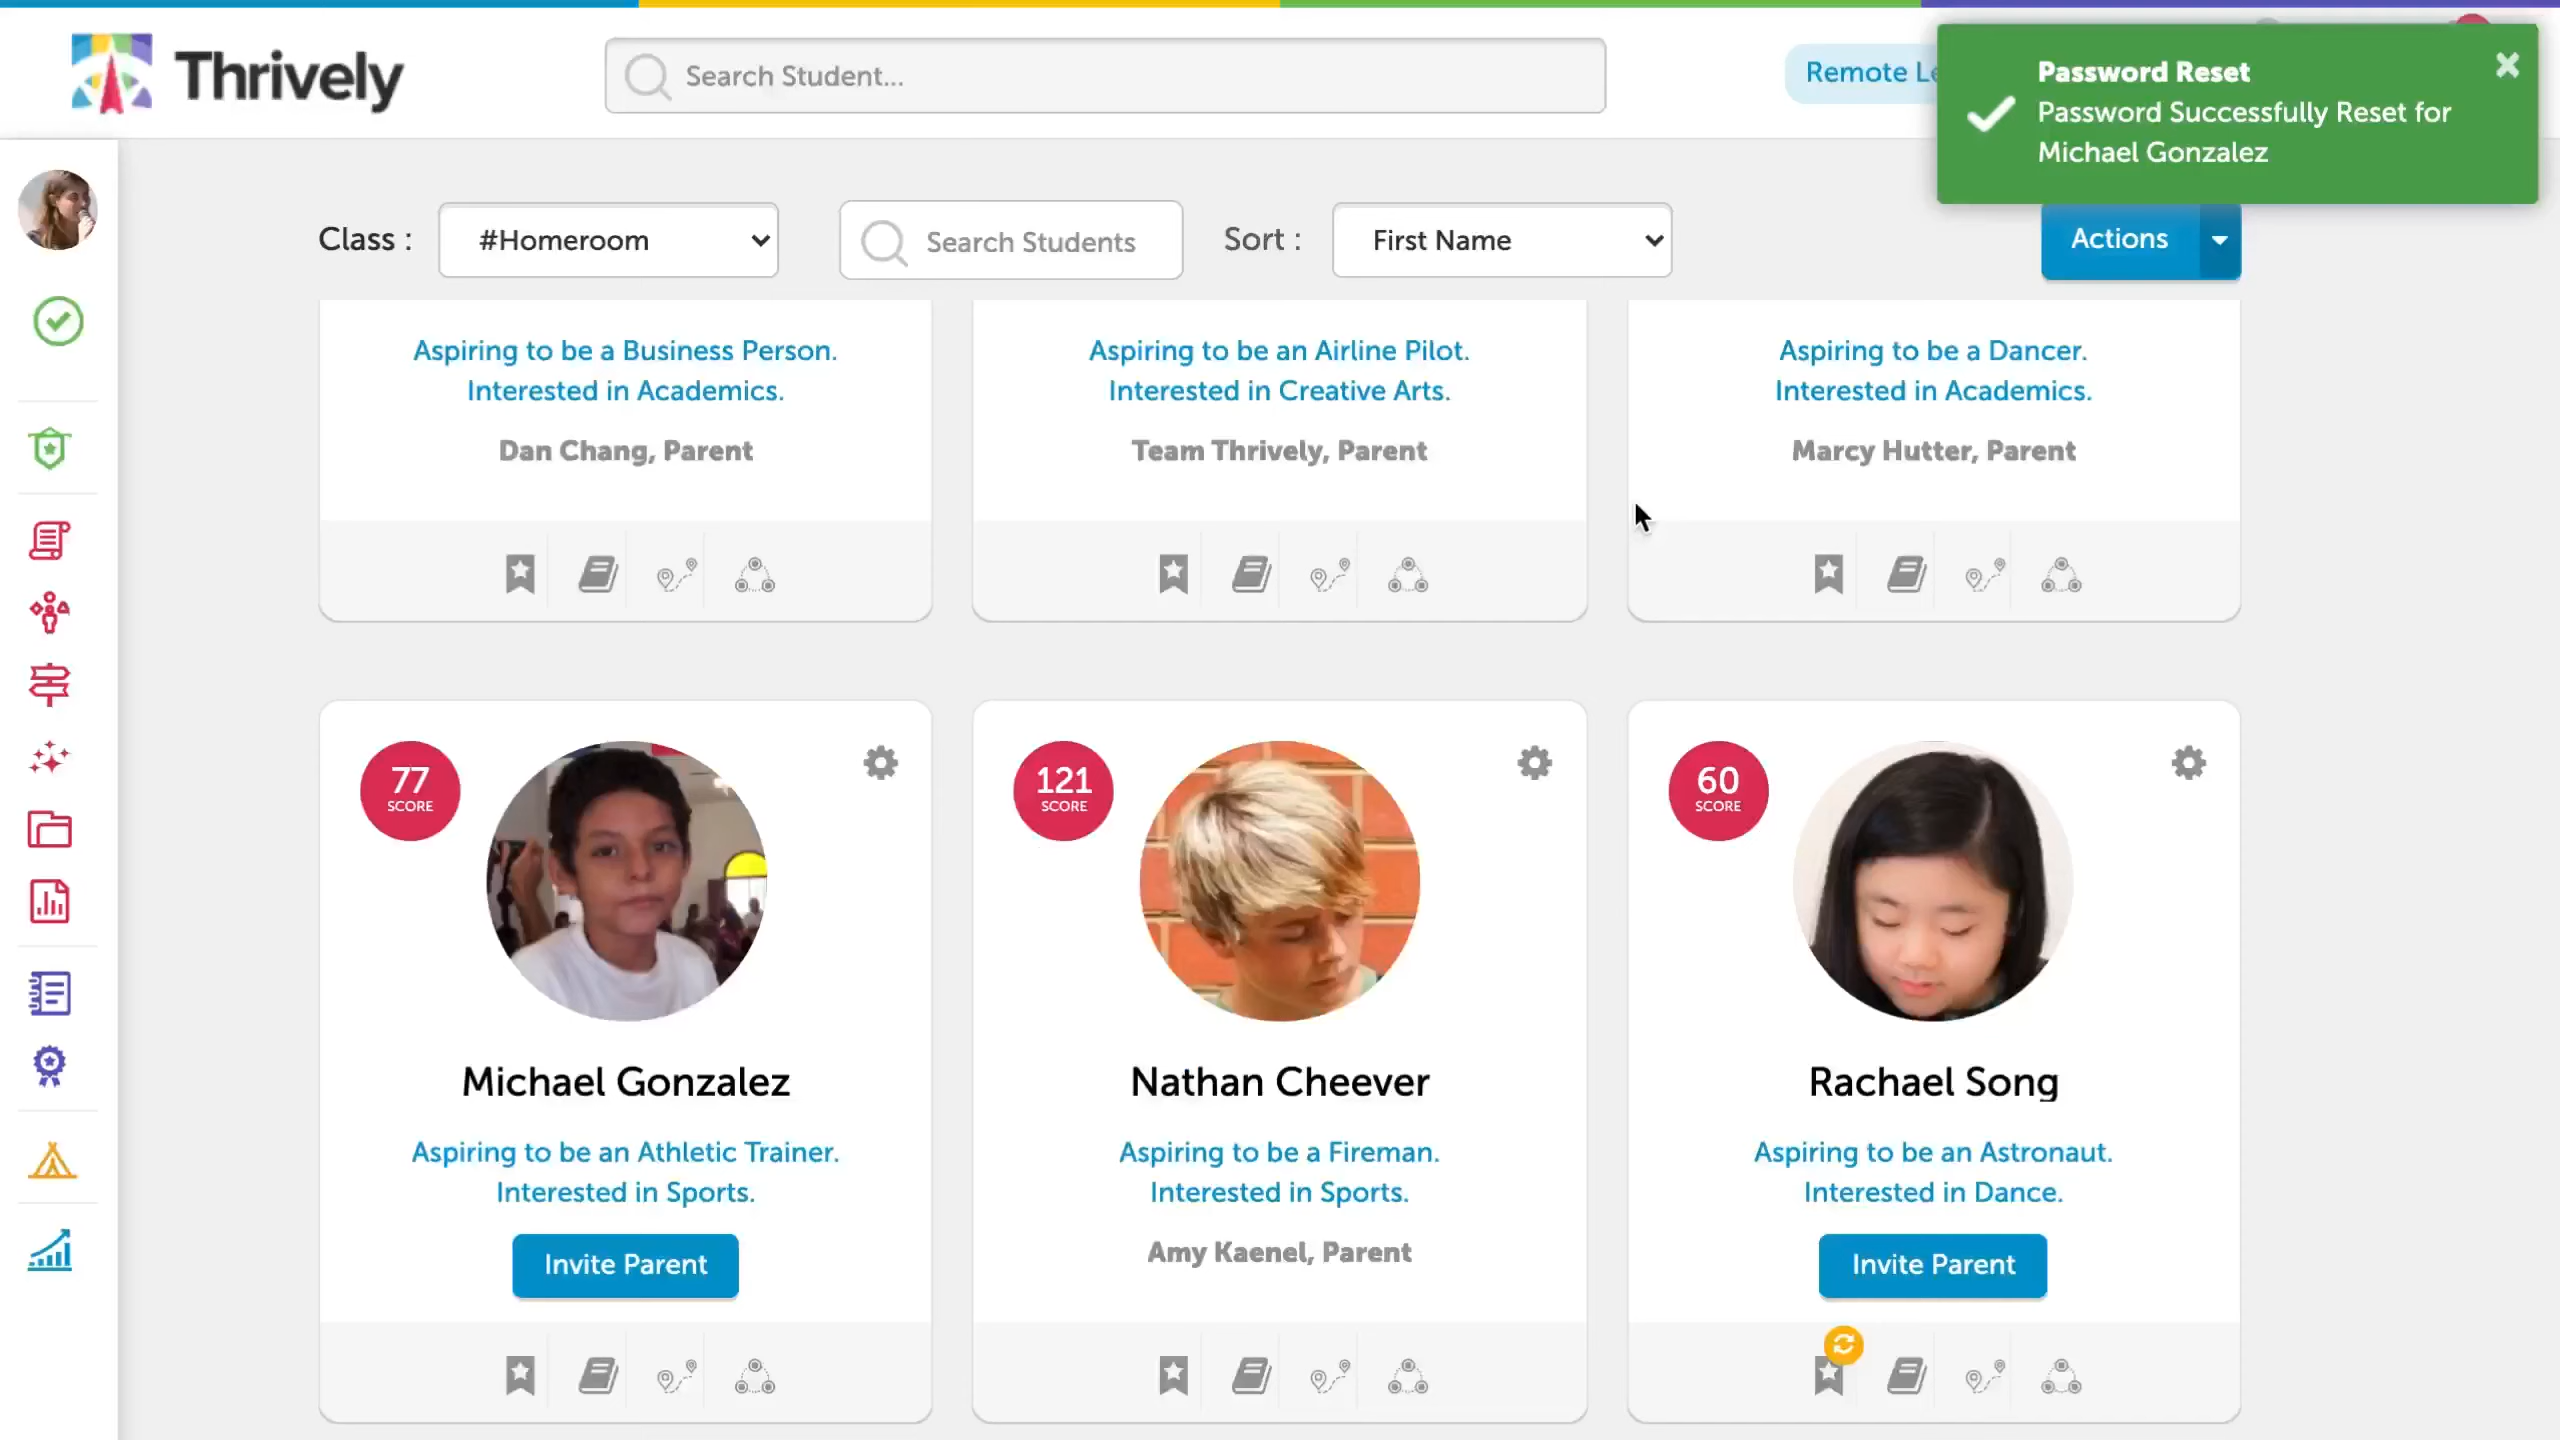 Thrively
Search Student...
Remote Le
Password Reset
Password Successfully Reset for
Michael Gonzalez
Class :
#Homeroom
Search Students
Sort :
First Name
Actions
Aspiring to be a Business Person.
Interested in Academics.
Dan Chang, Parent
Aspiring to be an Airline Pilot.
Interested in Creative Arts.
Team Thrively, Parent
Aspiring to be a Dancer.
Interested in Academics.
Marcy Hutter, Parent
77
SCORE
Michael Gonzalez
Aspiring to be an Athletic Trainer.
Interested in Sports.
Invite Parent
121
SCORE
Nathan Cheever
Aspiring to be a Fireman.
Interested in Sports.
Amy Kaenel, Parent
60
SCORE
Rachael Song
Aspiring to be an Astronaut.
Interested in Dance.
Invite Parent